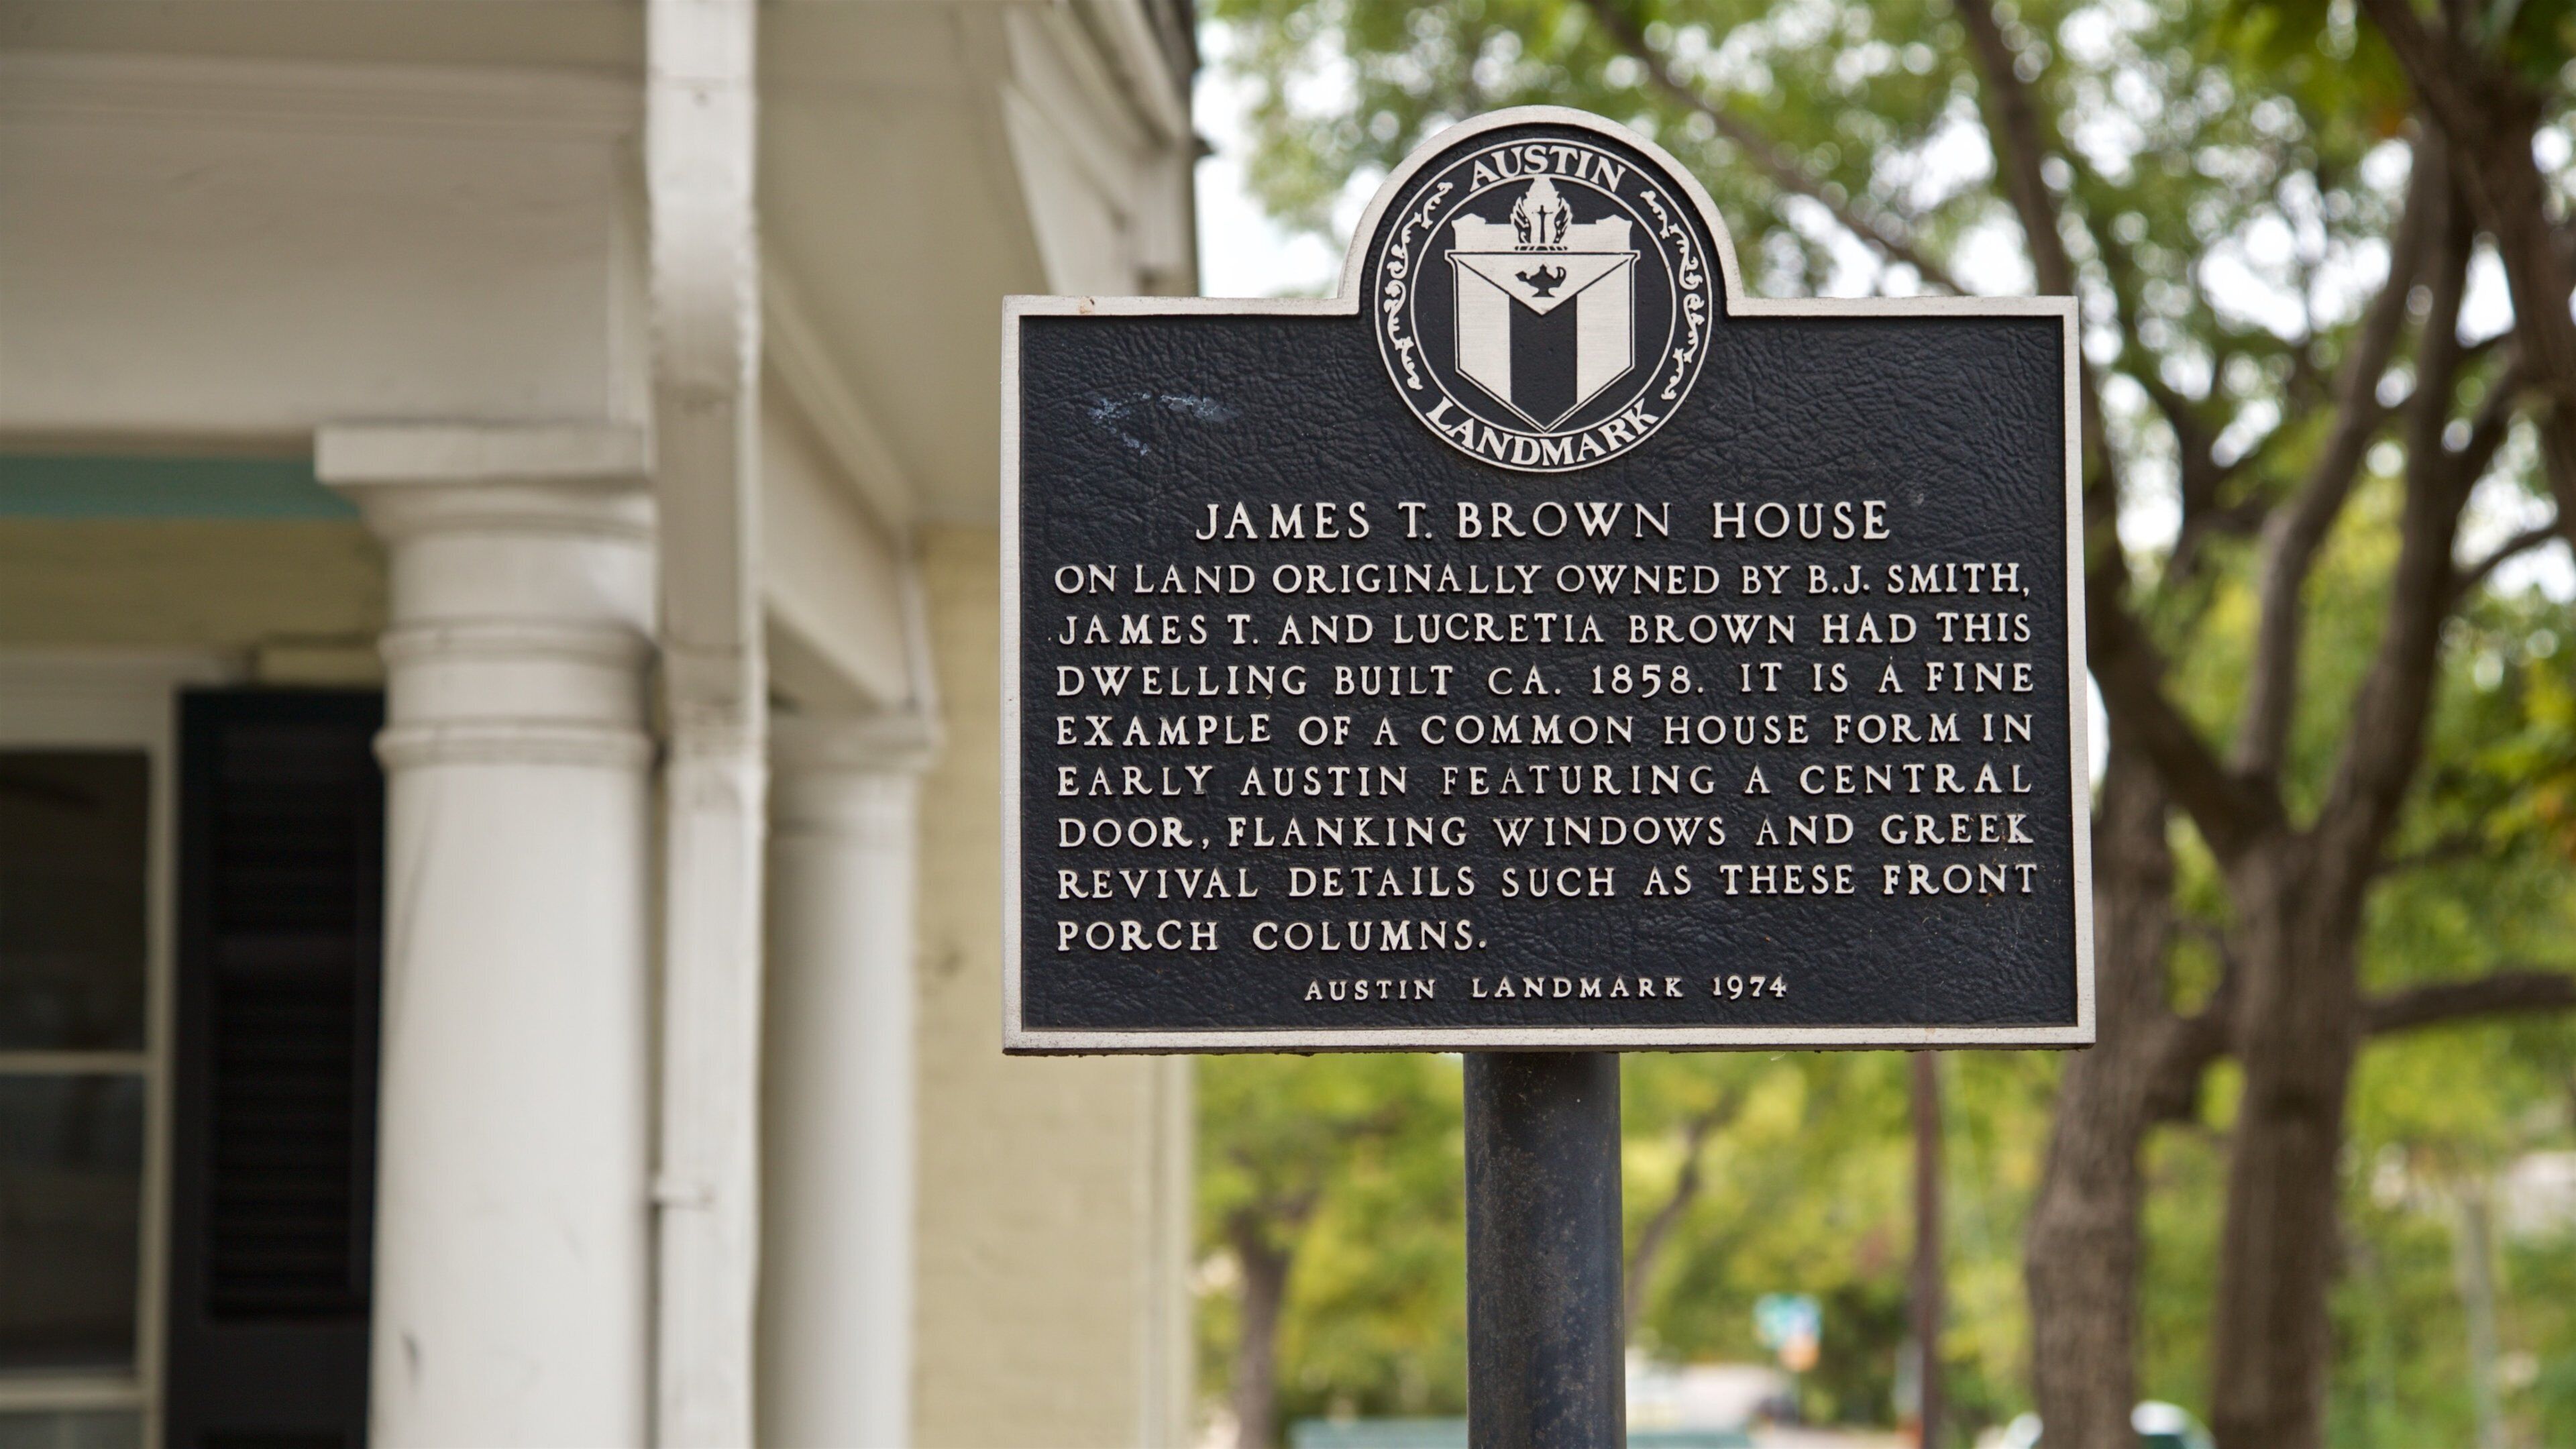 AUSTIN
LANDMARK
JAMES T. BROWN HOUSE
ON LAND ORIGINALLY OWNED BY B.J. SMITH,
JAMES T. AND LUCRETIA BROWN HAD THIS
DWELLING BUILT CA. 1858. IT IS A FINE
EXAMPLE OF A COMMON HOUSE FORM IN
EARLY AUSTIN FEATURING A CENTRAL
DOOR, FLANKING WINDOWS AND GREEK
REVIVAL DETAILS SUCH AS THESE FRONT
PORCH COLUMNS.
AUSTIN LANDMARK 1974